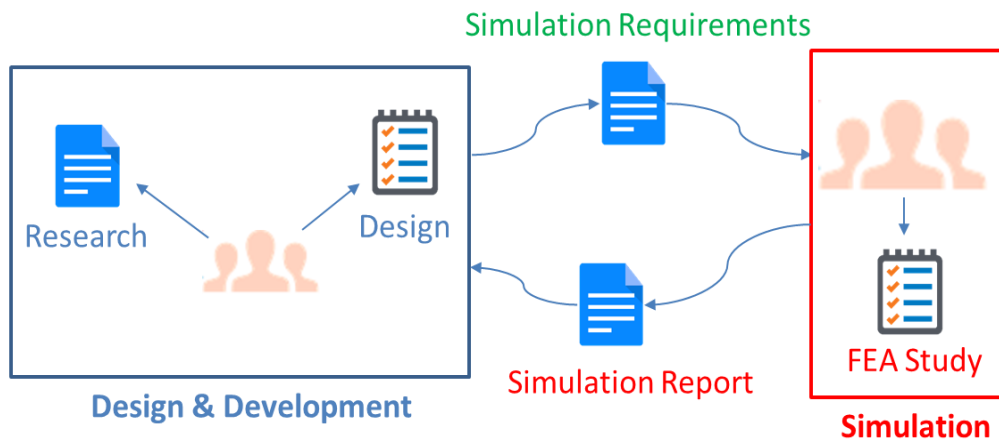 Simulation Requirements
Research
Design
Simulation Report
FEA Study
Design & Development
Simulation